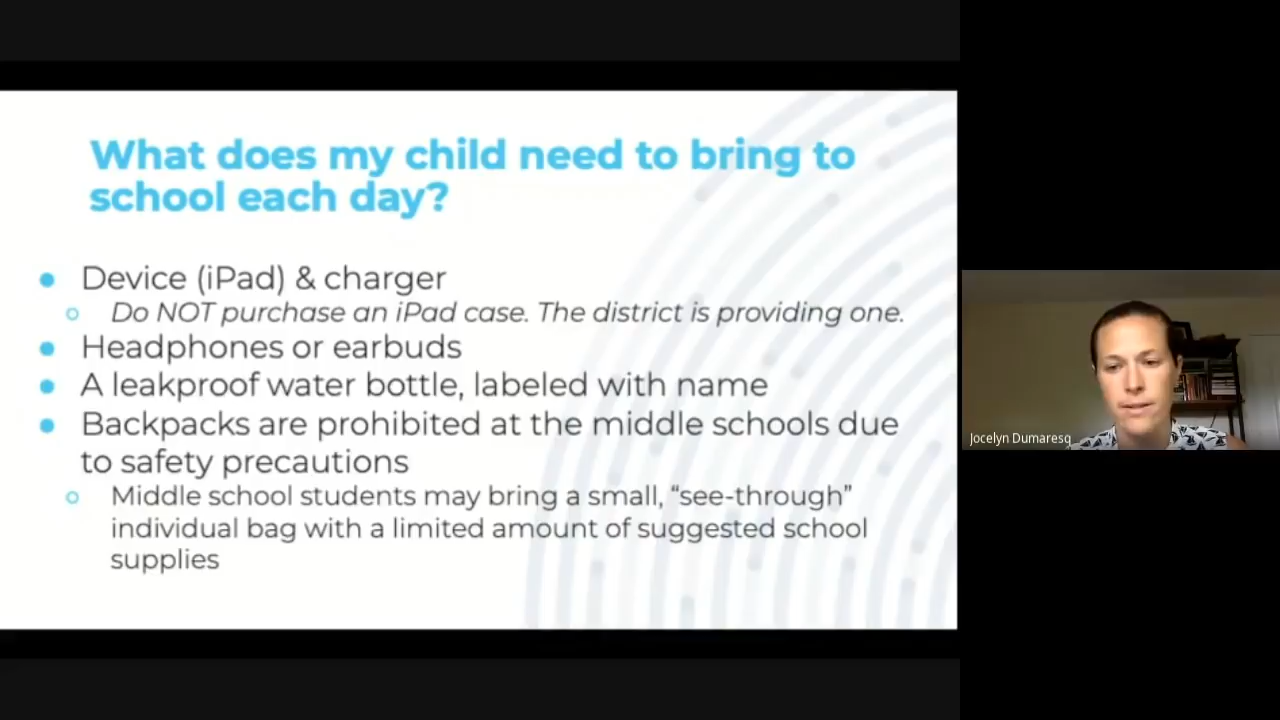 What does my child need to bring to
school each day?
Device (iPad) & charger
Do NOT purchase an iPad case. The district is providing one.
Headphones or earbuds
A leakproof water bottle, labeled with name
Backpacks are prohibited at the middle schools due
to safety precautions
Middle school students may bring a small, “see-through”
individual bag with a limited amount of suggested school
supplies
Jocelyn Dumaresq